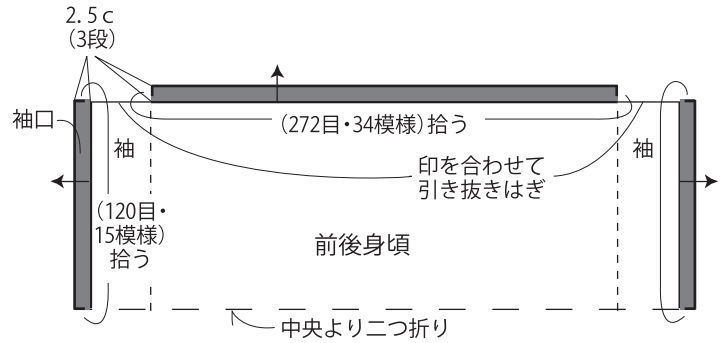 2.5c
(3段)
袖口
袖
(272目・34模様)拾う
袖
印を合わせて
引き抜きはぎ
(120目・
15模様)
拾う
前後身頃
中央より二つ折り